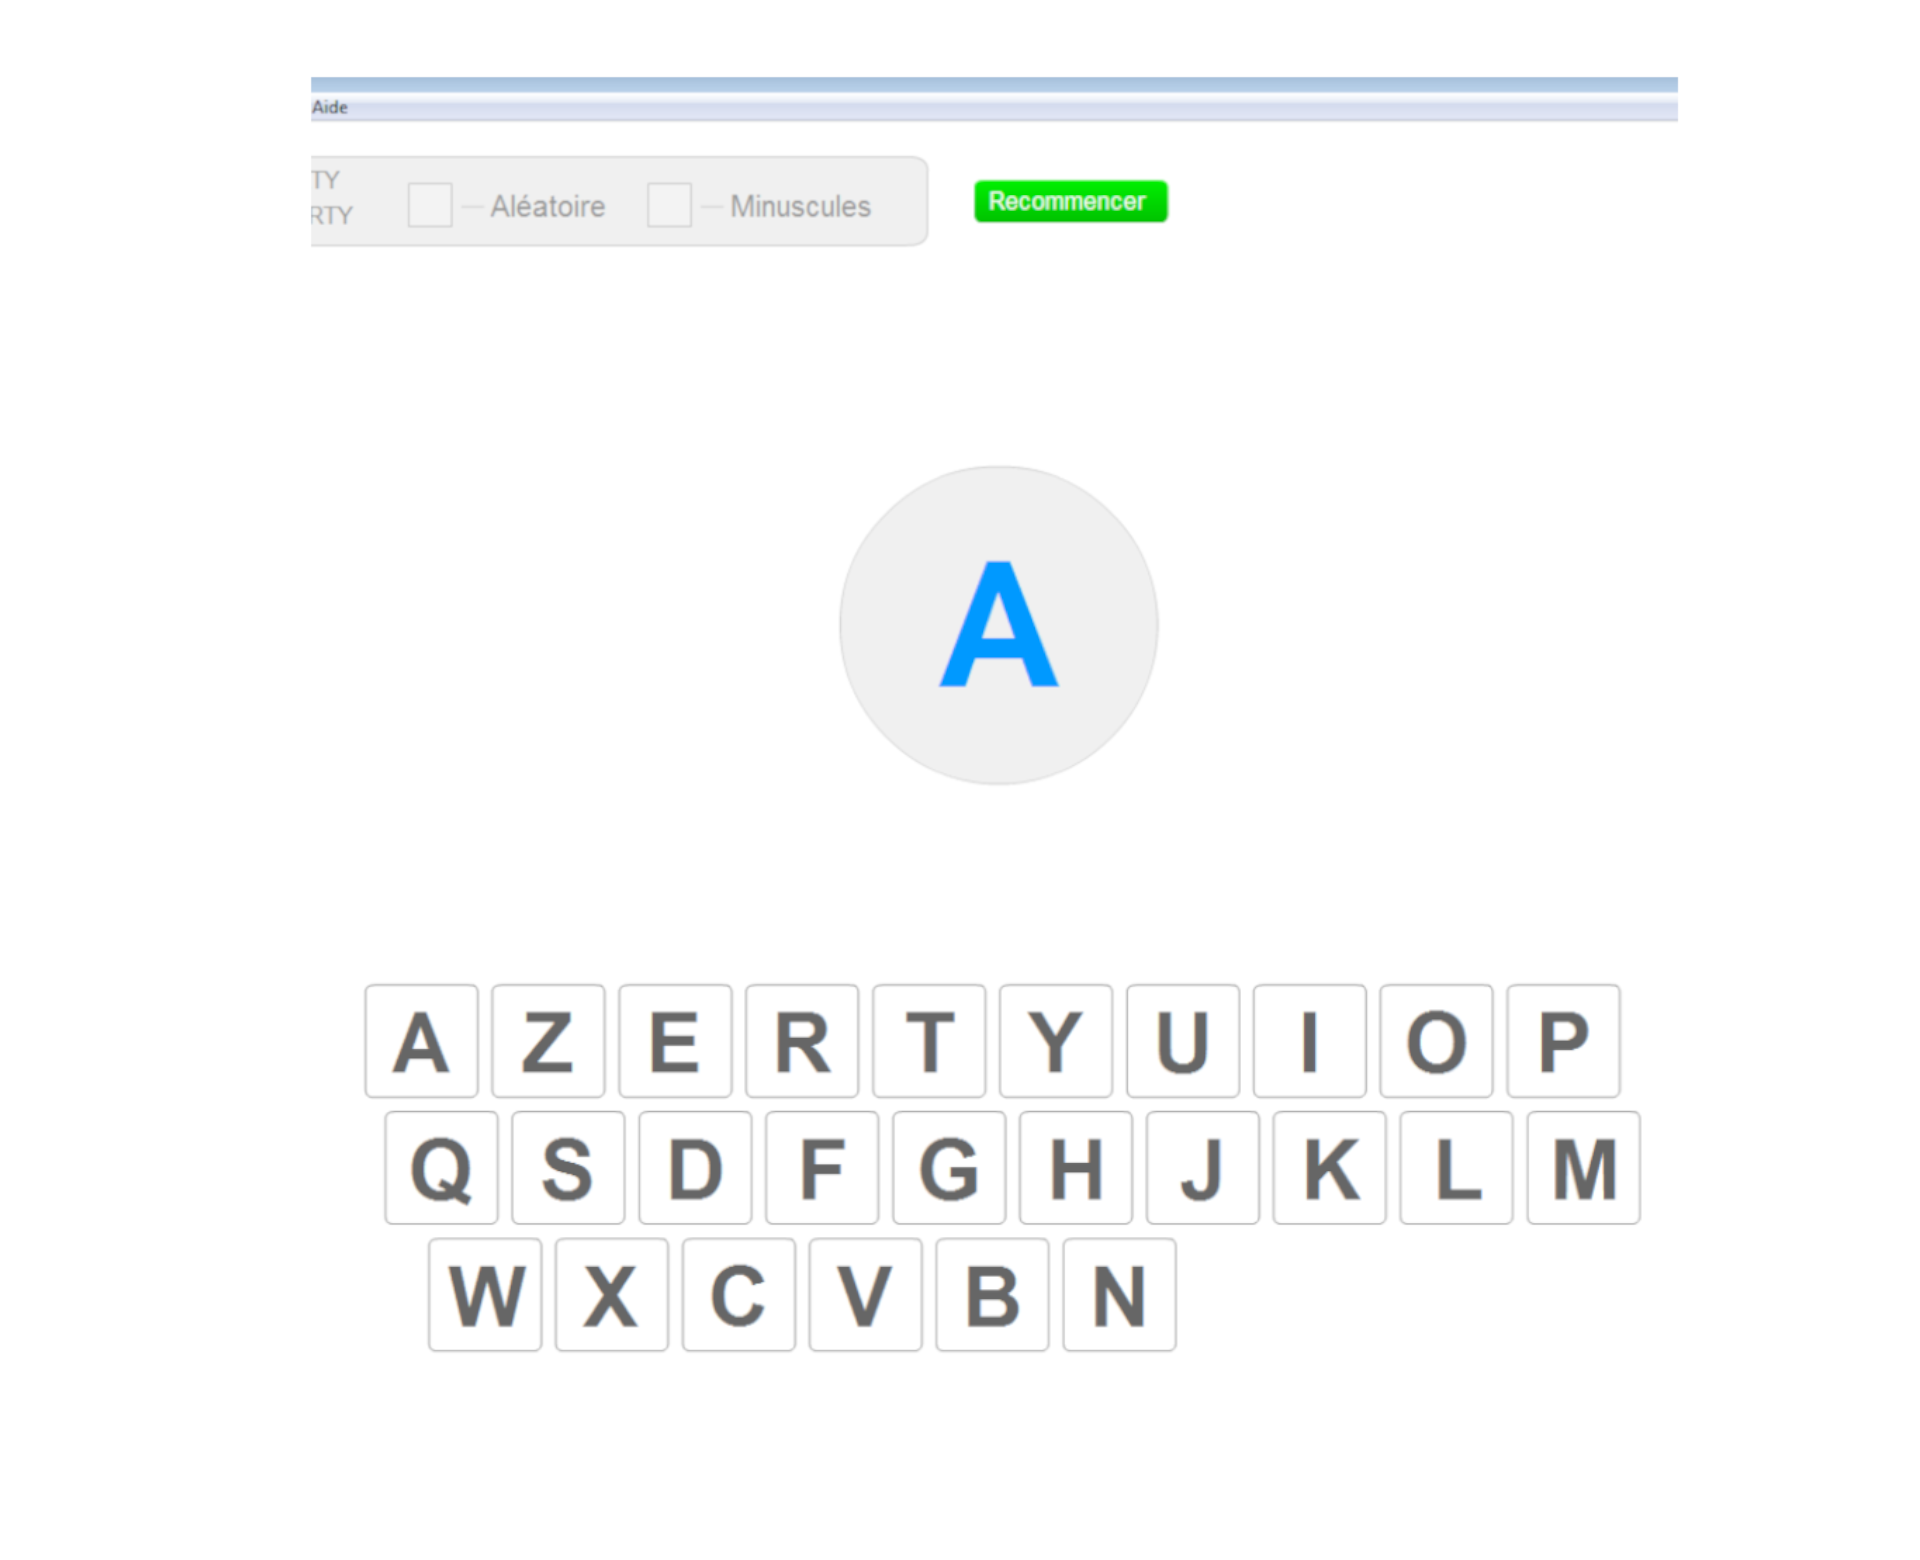 Aide
TY
RTY
Aléatoire
Minuscules
Recommencer
A
A Z E R T Y U I O P
Q S D F G H J K L M
W X C V B N